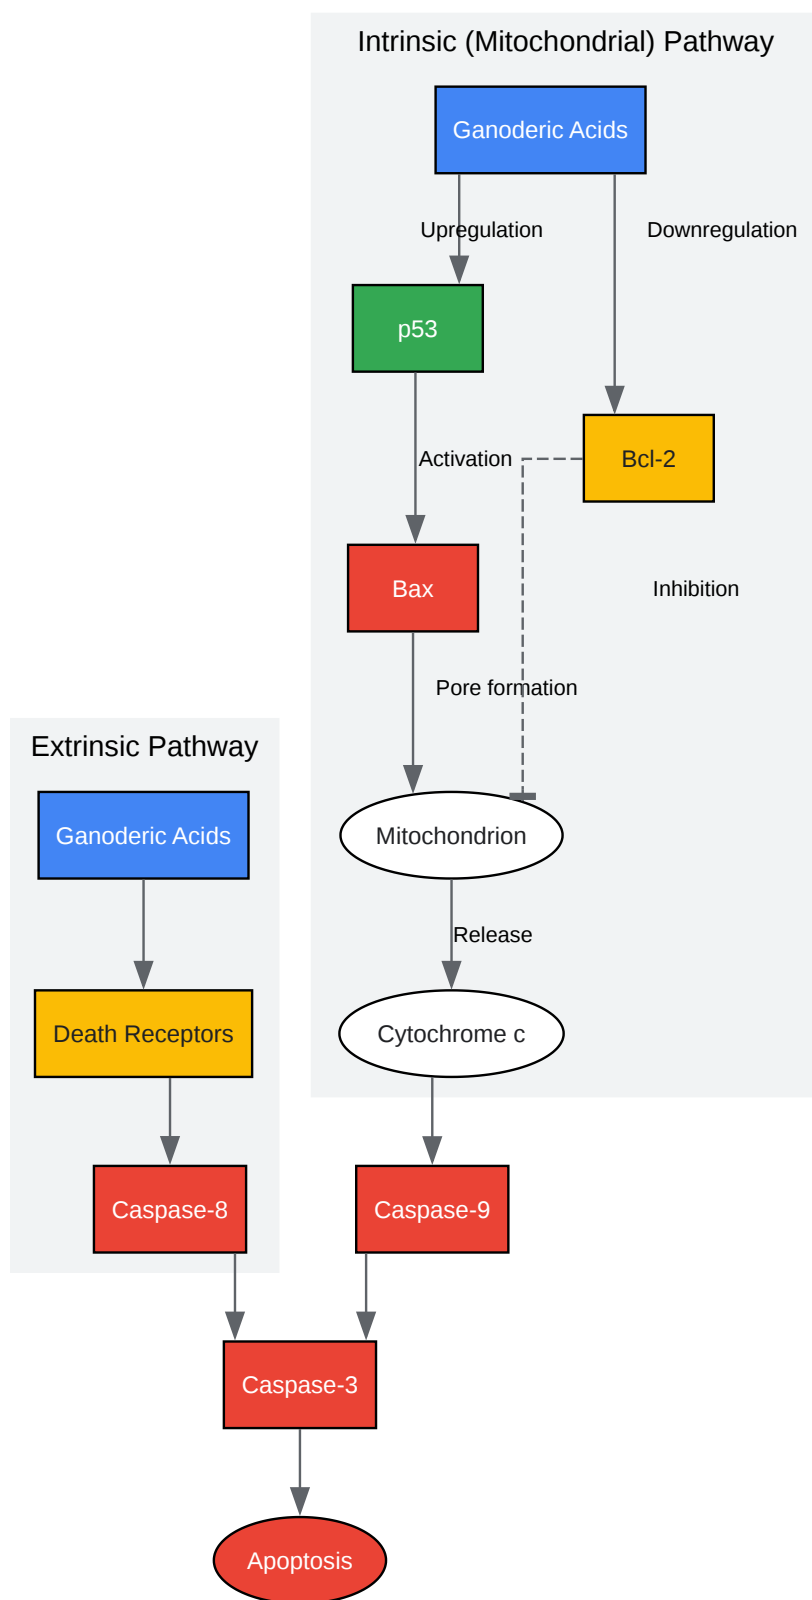 Intrinsic (Mitochondrial) Pathway
Ganoderic Acids
Upregulation
Downregulation
p53
Activation
Bcl-2
Bax
Inhibition
Pore formation
Extrinsic Pathway
Ganoderic Acids
Mitochondrion
Release
Death Receptors
Cytochrome c
Caspase-8
Caspase-9
Caspase-3
Apoptosis